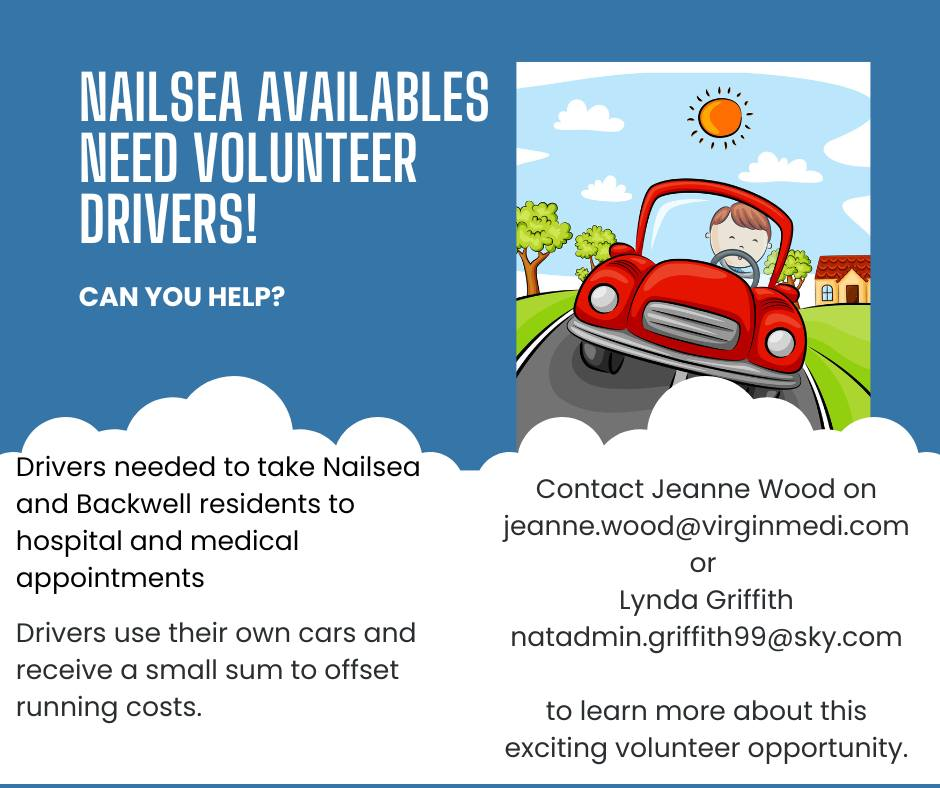 NAILSEA AVAILABLES
NEED VOLUNTEER
DRIVERS!
CAN YOU HELP?
Drivers needed to take Nailsea
and Backwell residents to
hospital and medical
appointments
Drivers use their own cars and
receive a small sum to offset
running costs.
Contact Jeanne Wood on
jeanne.wood@virginmedi.com
or
Lynda Griffith
natadmin.griffith99@sky.com
to learn more about this
exciting volunteer opportunity.